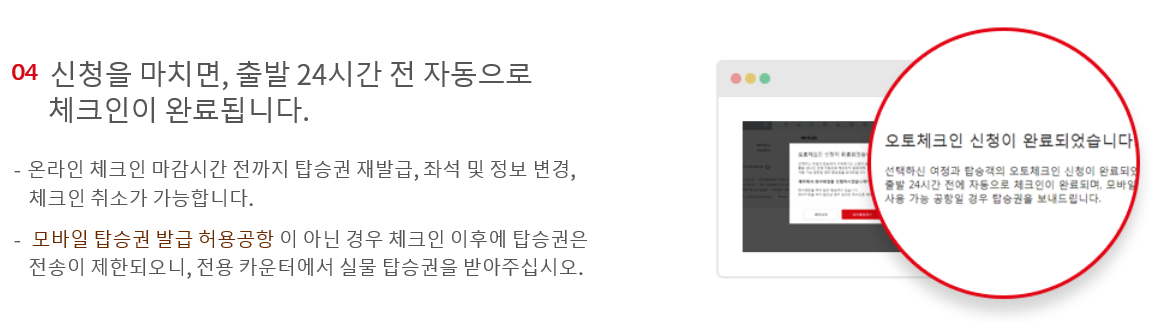 04 신청을 마치면, 출발 24시간 전 자동으로
체크인이 완료됩니다.
- 온라인 체크인 마감시간 전까지 탑승권 재발급, 좌석 및 정보 변경,
체크인 취소가 가능합니다.
- 모바일 탑승권 발급 허용공항 이 아닌 경우 체크인 이후에 탑승권은
전송이 제한되오니, 전용 카운터에서 실물 탑승권을 받아주십시오.
오토체크인 신청이 완료되었습니다
선택하신 여정과 탑승객의 오토체크인 신청이 완료되었
출발 24시간 전에 자동으로 체크인이 완료되며, 모바일
사용 가능 공항일 경우 탑승권을 보내드립니다.